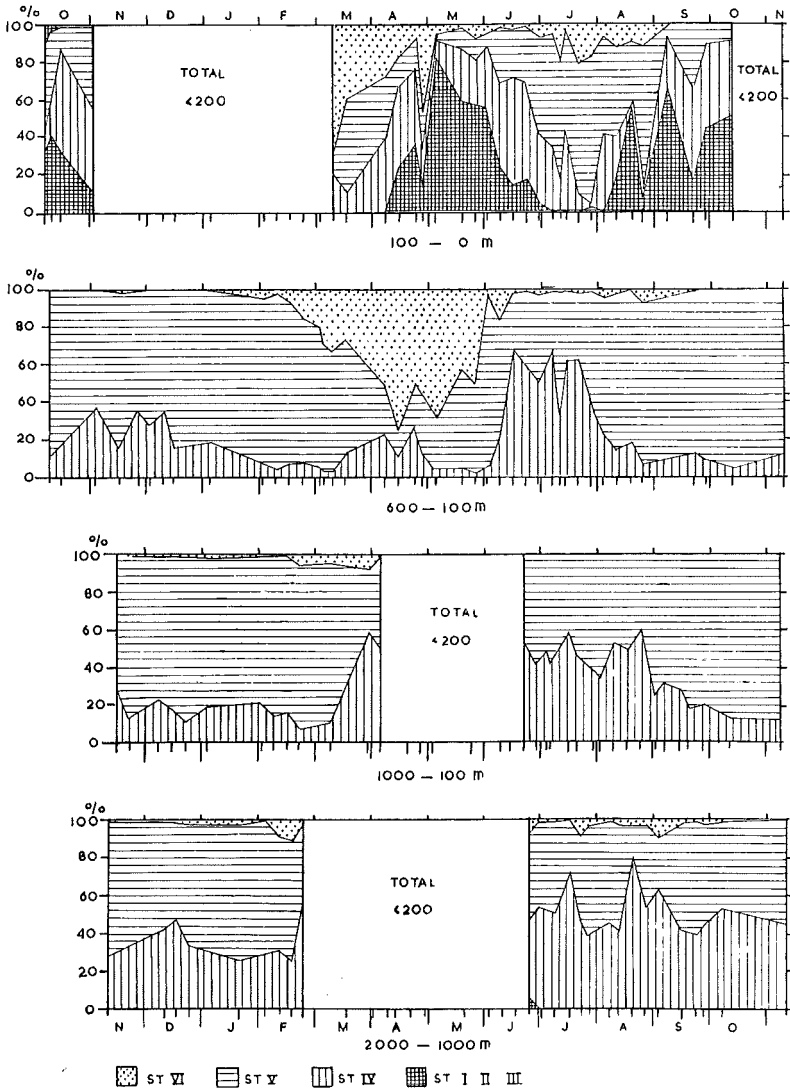 % O N D J F M A M J J A S O N
100
80
60
40
20
0
TOTAL
<200
TOTAL
<200
100 — 0 m
%
100
80
60
60
20
0
600 — 100 m
%
100
80
60
40
20
0
TOTAL
<200
1000 — 100 m
%
100
80
60
40
20
0
TOTAL
<200
N D J F M A M J J A S O
2000 — 1000 m
ST VI ST V ST IV ST I II III